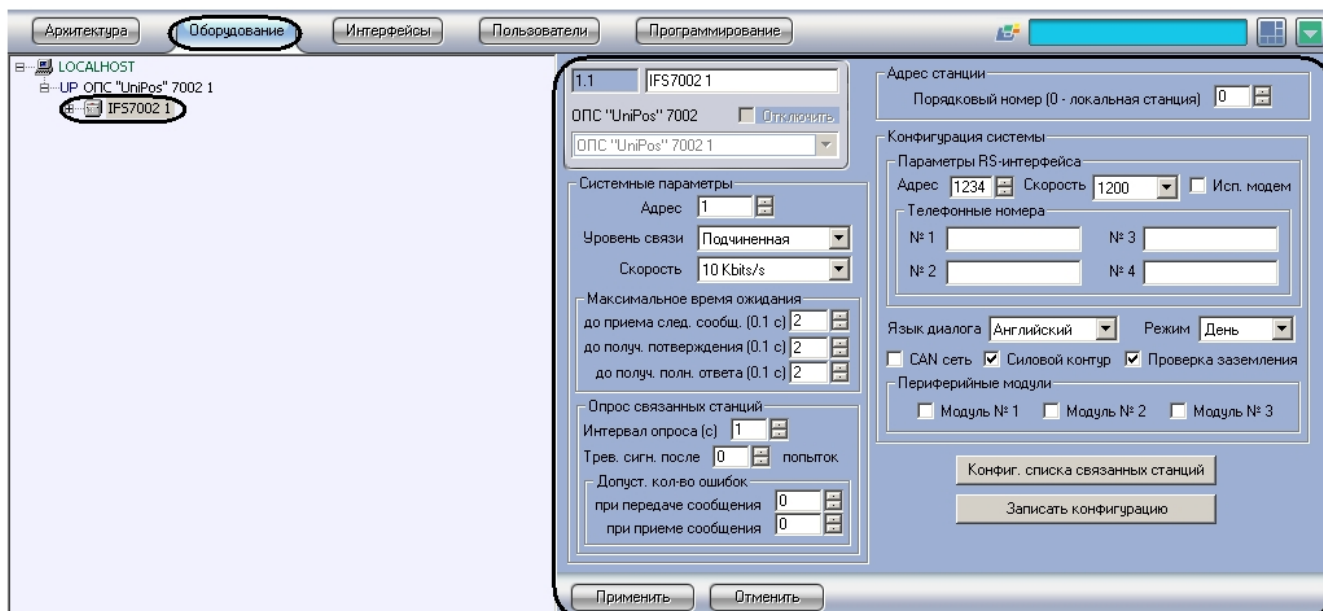 Архитектура Оборудование Интерфейсы Пользователи Программирование
LOCALHOST
UP ОПС "UniPos" 7002 1
IFS7002 1
1.1 IFS7002 1
ОПС "UniPos" 7002 Отключить
ОПС "UniPos" 7002 1
Системные параметры
Адрес 1
Уровень связи Подчиненная
Скорость 10 Kbits/s
Максимальное время ожидания
до приема след. сообщ. (0.1 с) 2
до получ. потверждения (0.1 с) 2
до получ. полн. ответа (0.1 с) 2
Опрос связанных станций
Интервал опроса (с) 1
Трев. сигн. после 0 попыток
Допуст. кол-во ошибок
при передаче сообщения 0
при приеме сообщения 0
Адрес станции
Порядковый номер (0 - локальная станция) 0
Конфигурация системы
Параметры RS-интерфейса
Адрес 1234 Скорость 1200 Исп. модем
Телефонные номера
№ 1 № 3
№ 2 № 4
Язык диалога Английский Режим День
CAN сеть Силовой контур Проверка заземления
Периферийные модули
Модуль № 1 Модуль № 2 Модуль № 3
Конфиг. списка связанных станций
Записать конфигурацию
Применить Отменить